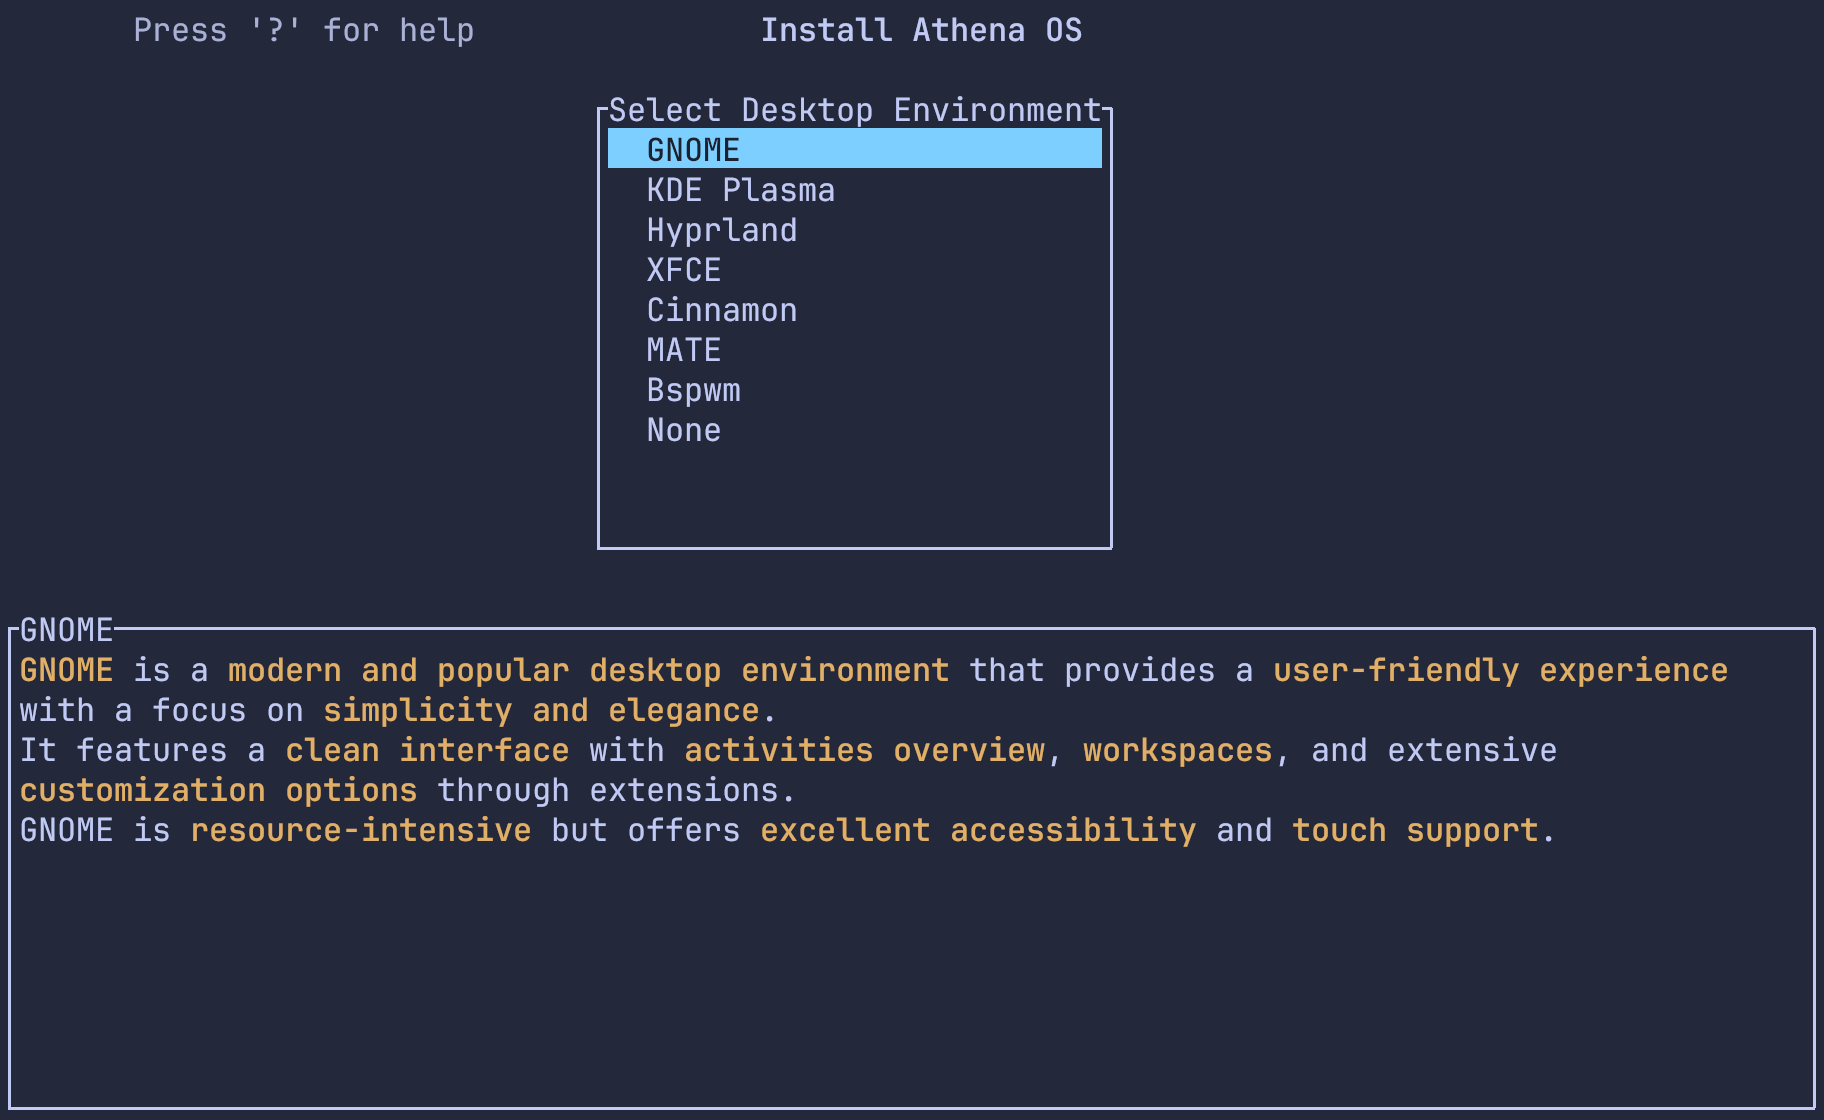 Press '?' for help
Install Athena OS
Select Desktop Environment
GNOME
KDE Plasma
Hyprland
XFCE
Cinnamon
MATE
Bspwm
None
GNOME
GNOME is a modern and popular desktop environment that provides a user-friendly experience
with a focus on simplicity and elegance.
It features a clean interface with activities overview, workspaces, and extensive
customization options through extensions.
GNOME is resource-intensive but offers excellent accessibility and touch support.